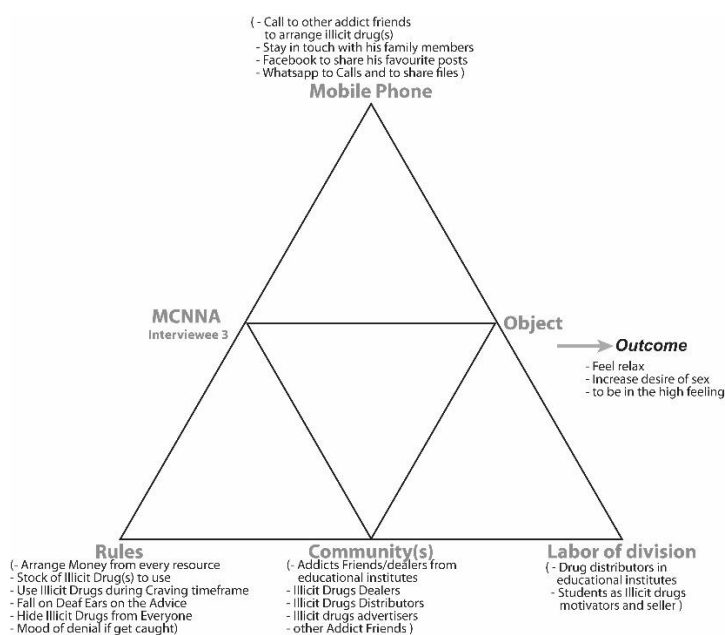 ( - Call to other addict friends
to arrange illicit drug(s)
- Stay in touch with his family members
- Facebook to share his favourite posts
- Whatsapp to Calls and to share files )
Mobile Phone
MCNNA
Interviewee 3
Object
Outcome
- Feel relax
- Increase desire of sex
- to be in the high feeling
Rules
(- Arrange Money from every resource
- Stock of Illicit Drug(s) to use
- Use Illicit Drugs during Craving timeframe
- Fall on Deaf Ears on the Advice
- Hide Illicit Drugs from Everyone
- Mood of denial if get caught)
Community(s)
(- Addicts Friends/dealers from
educational institutes
- Illicit Drugs Dealers
- Illicit Drugs Distributors
- Illicit drugs advertisers
- other Addict Friends )
Labor of division
( - Drug distributors in
educational institutes
- Students as Illicit drugs
motivators and seller )